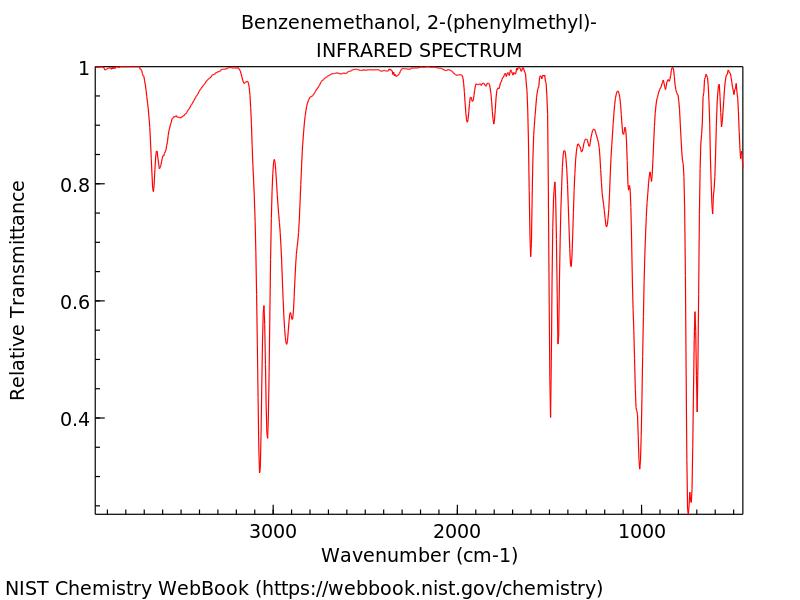 Benzenemethanol, 2-(phenylmethyl)-
INFRARED SPECTRUM
1
0.8
0.6
0.4
Relative Transmittance
3000 2000 1000
Wavenumber (cm-1)
NIST Chemistry WebBook (https://webbook.nist.gov/chemistry)